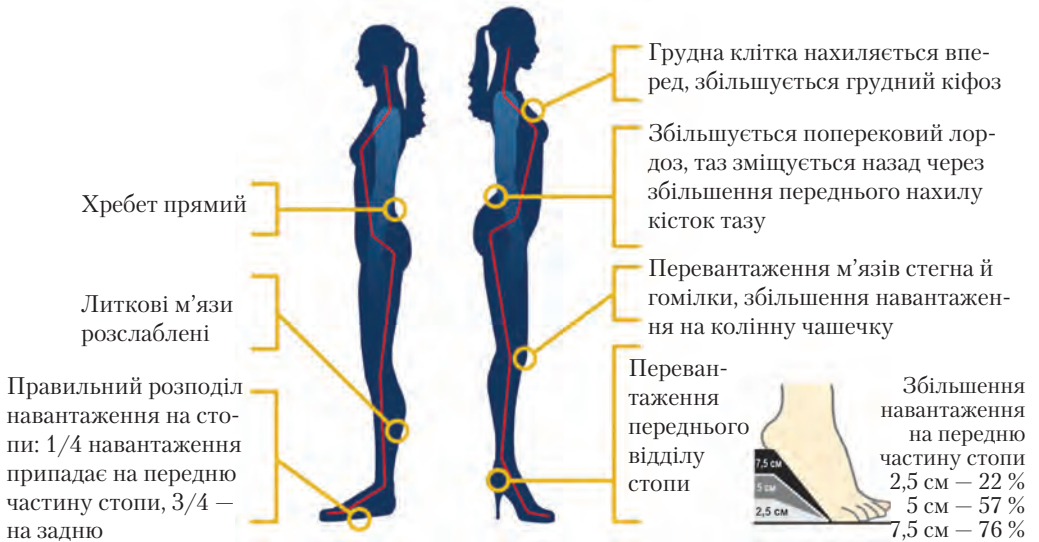 Хребет прямий
Литкові м'язи
розслаблені
Правильний розподіл
навантаження на сто-
пи: 1/4 навантаження
припадає на передню
частину стопи, 3/4 —
на задню
Грудна клітка нахиляється впе-
ред, збільшується грудний кіфоз
Збільшується поперековий лор-
доз, таз зміщується назад через
збільшення переднього нахилу
кісток тазу
Перевантаження м'язів стегна й
гомілки, збільшення навантажен-
ня на колінну чашечку
Переван-
таження
переднього
відділу
стопи
7,5 см
5 см
2,5 см
Збільшення
навантаження
на передню
частину стопи
2,5 см — 22 %
5 см — 57 %
7,5 см — 76 %